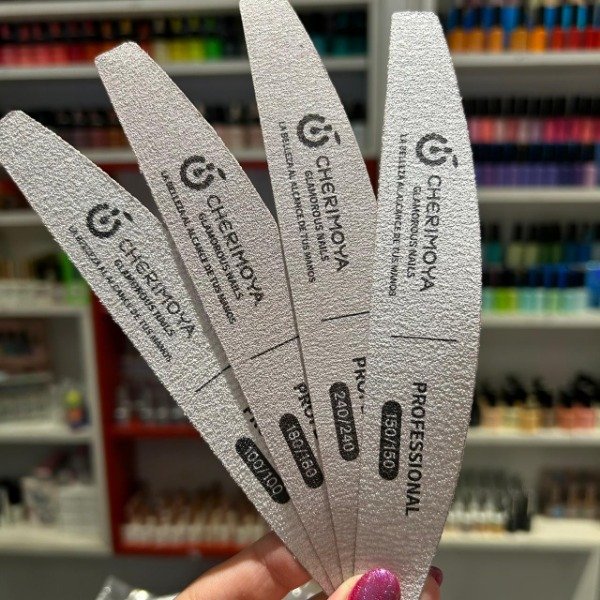 CHERIMOYA
GLAMOROUS NAILS
LA BELLEZA AL ALCANCE DE TUS MANOS
100/100
CHERIMOYA
GLAMOROUS NAILS
LA BELLEZA AL ALCANCE DE TUS MANOS
180/180
CHERIMOYA
GLAMOROUS NAILS
LA BELLEZA AL ALCANCE DE TUS MANOS
240/240
CHERIMOYA
GLAMOROUS NAILS
LA BELLEZA AL ALCANCE DE TUS MANOS
PROFESSIONAL
150/150